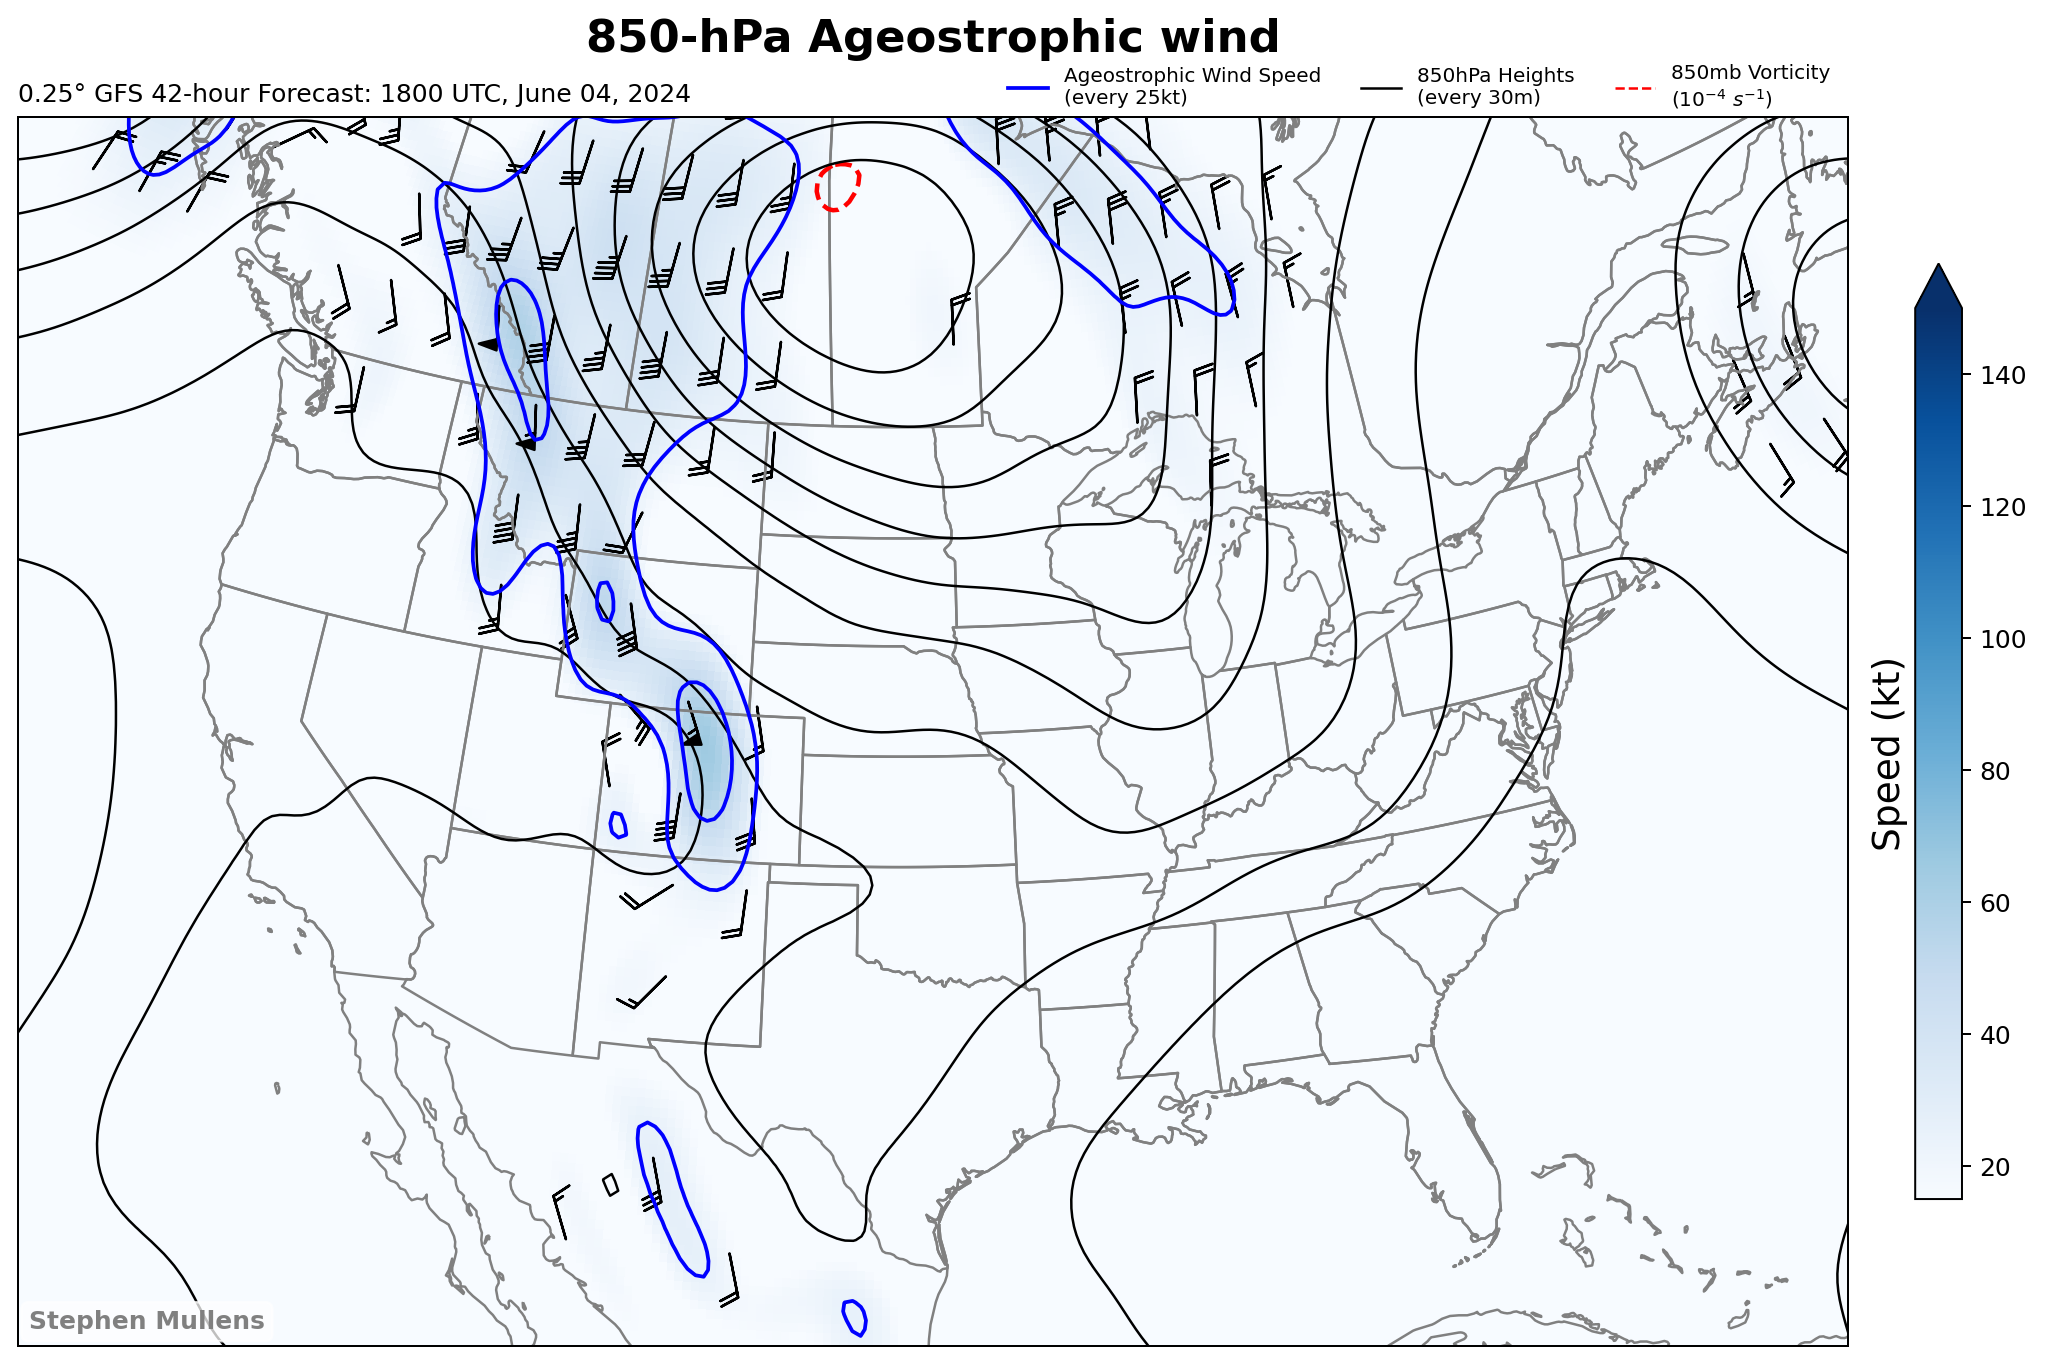 850-hPa Ageostrophic wind
0.25° GFS 42-hour Forecast: 1800 UTC, June 04, 2024
Ageostrophic Wind Speed
(every 25kt)
850hPa Heights
(every 30m)
850mb Vorticity
(10⁻⁴ s⁻¹)
140
120
100
80
60
40
20
Speed (kt)
Stephen Mullens